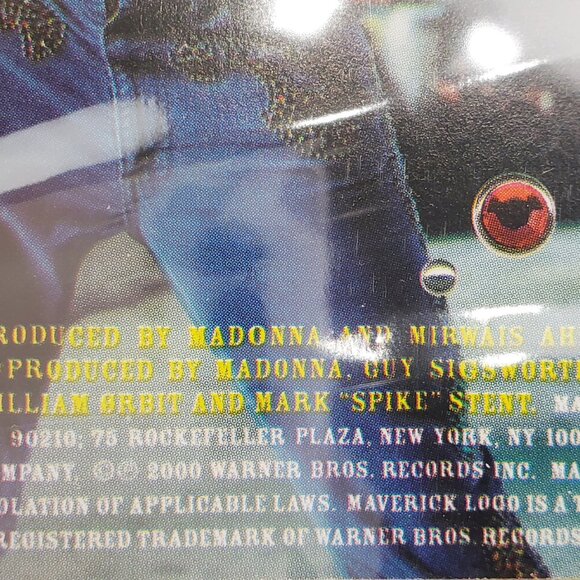 RODUCED BY MADONNA AND MIRWAIS AH
PRODUCED BY MADONNA, GUY SIGSWORTH
ILLIAM ØRBIT AND MARK "SPIKE" STENT. MA
90210; 75 ROCKEFELLER PLAZA, NEW YORK, NY 100
OMPANY. ©℗ 2000 WARNER BROS. RECORDS INC. MA
OLATION OF APPLICABLE LAWS. MAVERICK LOGO IS A T
REGISTERED TRADEMARK OF WARNER BROS. RECORDS